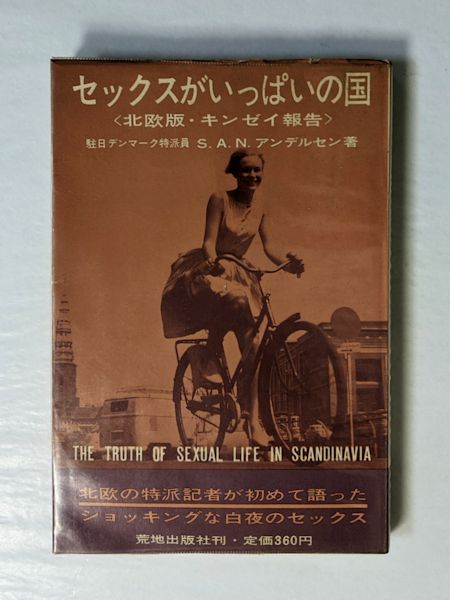 セックスがいっぱいの国
〈北欧版・キンゼイ報告〉
駐日デンマーク特派員 S.A.N.アンデルセン著
THE TRUTH OF SEXUAL LIFE IN SCANDINAVIA
北欧の特派記者が初めて語った
ショッキングな白夜のセックス
荒地出版社刊・定価360円